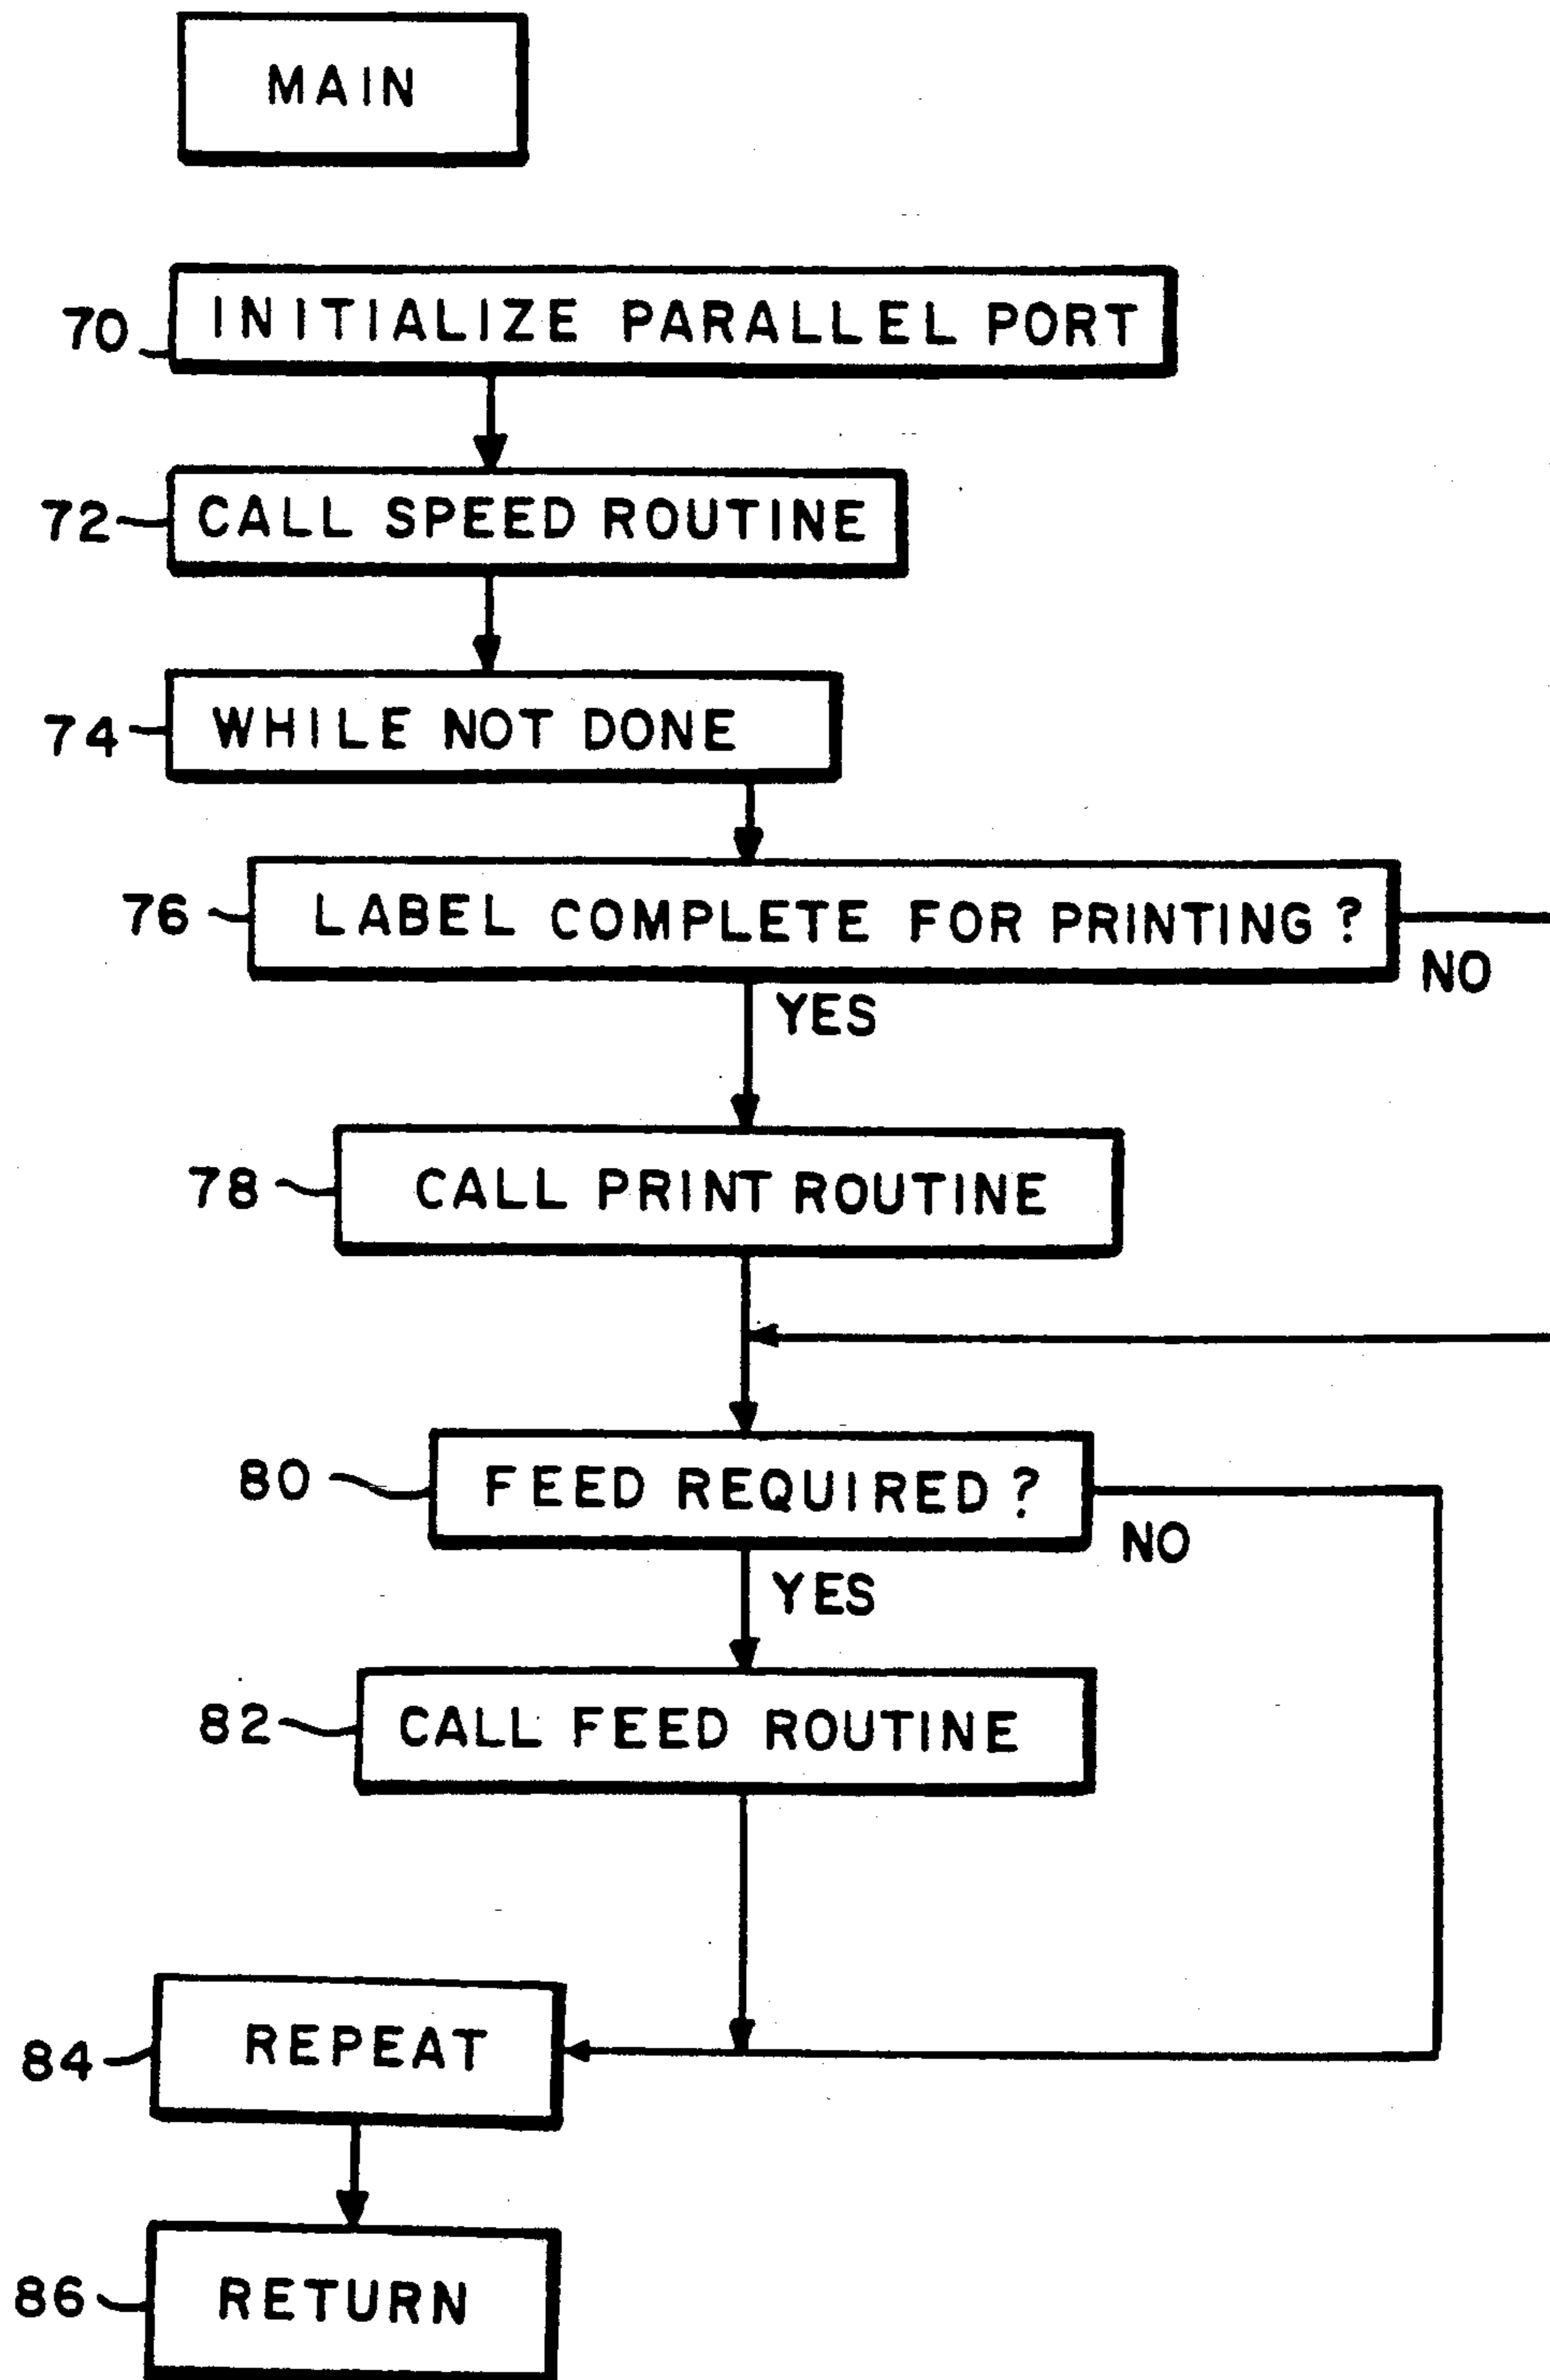 MAIN
70 INITIALIZE PARALLEL PORT
72 CALL SPEED ROUTINE
74 WHILE NOT DONE
76 LABEL COMPLETE FOR PRINTING ?
NO
YES
78 CALL PRINT ROUTINE
80 FEED REQUIRED ?
NO
YES
82 CALL FEED ROUTINE
84 REPEAT
86 RETURN